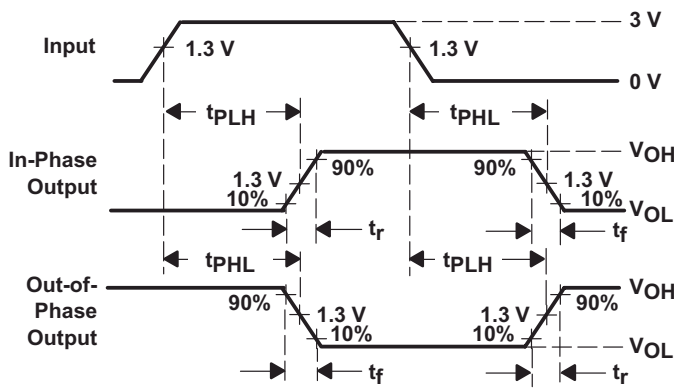 3 V
Input
1.3 V
1.3 V
0 V
tPLH
tPHL
In-Phase
Output
VOH
90%
90%
1.3 V
1.3 V
10%
10%
VOL
tr
tf
tPHL
tPLH
Out-of-
Phase
Output
VOH
90%
90%
1.3 V
1.3 V
10%
10%
VOL
tf
tr